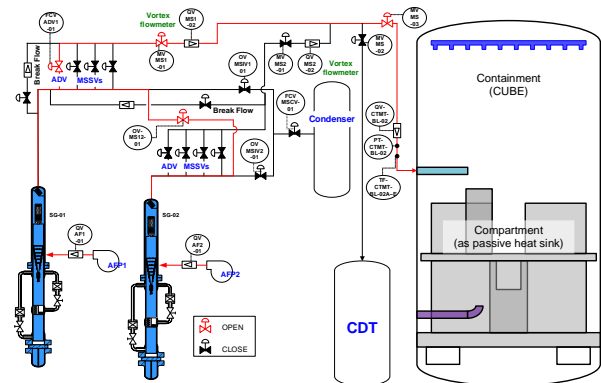 FCV
ADV1
-01
Vortex
flowmeter
QV
MS1
-02
MV
MS
-03
Break Flow
ADV
MSSVs
MV
MS1
-01
OV
MSIV1
01
MV
MS2
-01
QV
MS2
-02
MV
MS
-02
Vortex
flowmeter
Containment
(CUBE)
Break Flow
FCV
MSCV-
01
Condenser
QV-
CTMT-
BL-02
PT-
CTMT-
BL-02
TF-
CTMT-
BL-02A~E
OV-
MS12-
01
ADV
MSSVs
OV
MSIV2
-01
SG-01
SG-02
QV
AF1
-01
AFP1
QV
AF2
-01
AFP2
Compartment
(as passive heat sink)
OPEN
CLOSE
CDT